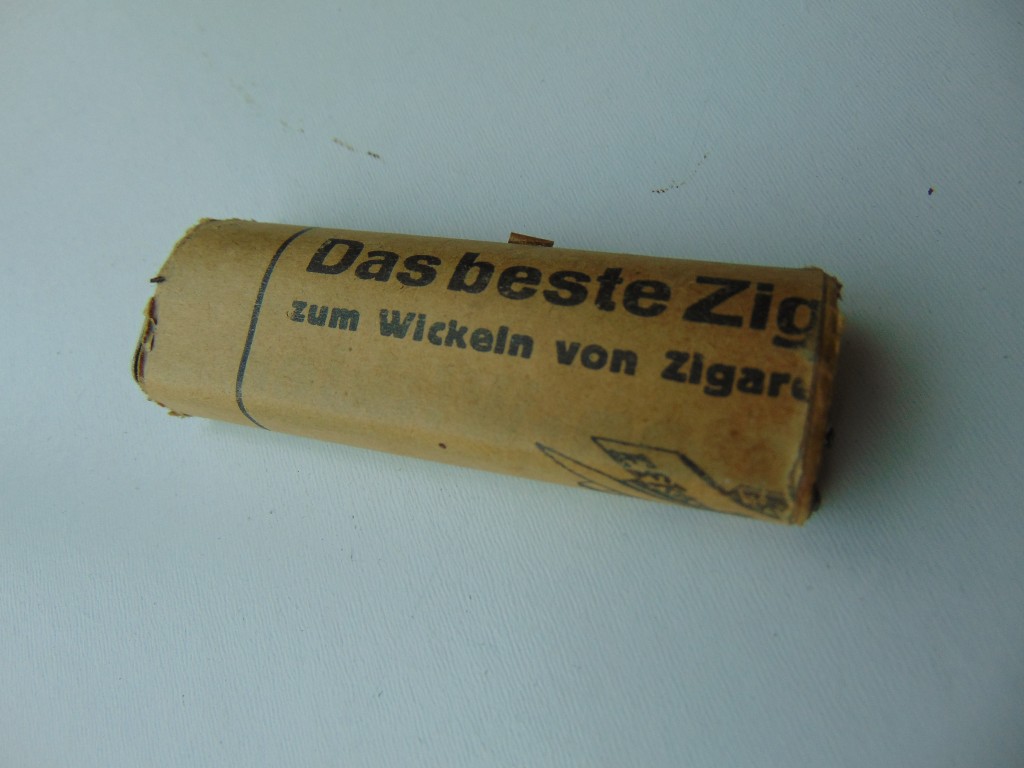 Das beste Zig
zum Wickeln von Zigare